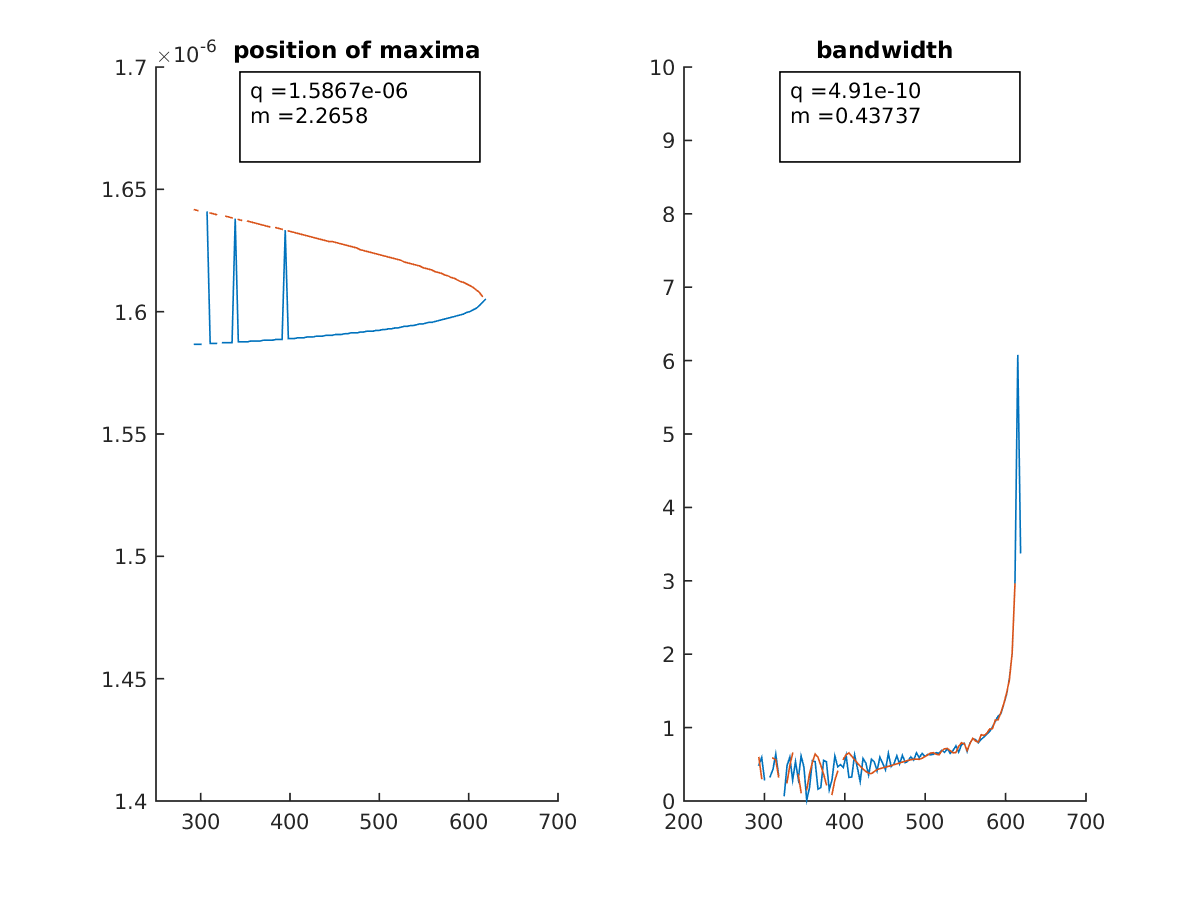 ×10-6
position of maxima
1.7
q =1.5867e-06
m =2.2658
1.65
1.6
1.55
1.5
1.45
1.4
300 400 500 600 700
bandwidth
10
q =4.91e-10
m =0.43737
9
8
7
6
5
4
3
2
1
0
200 300 400 500 600 700